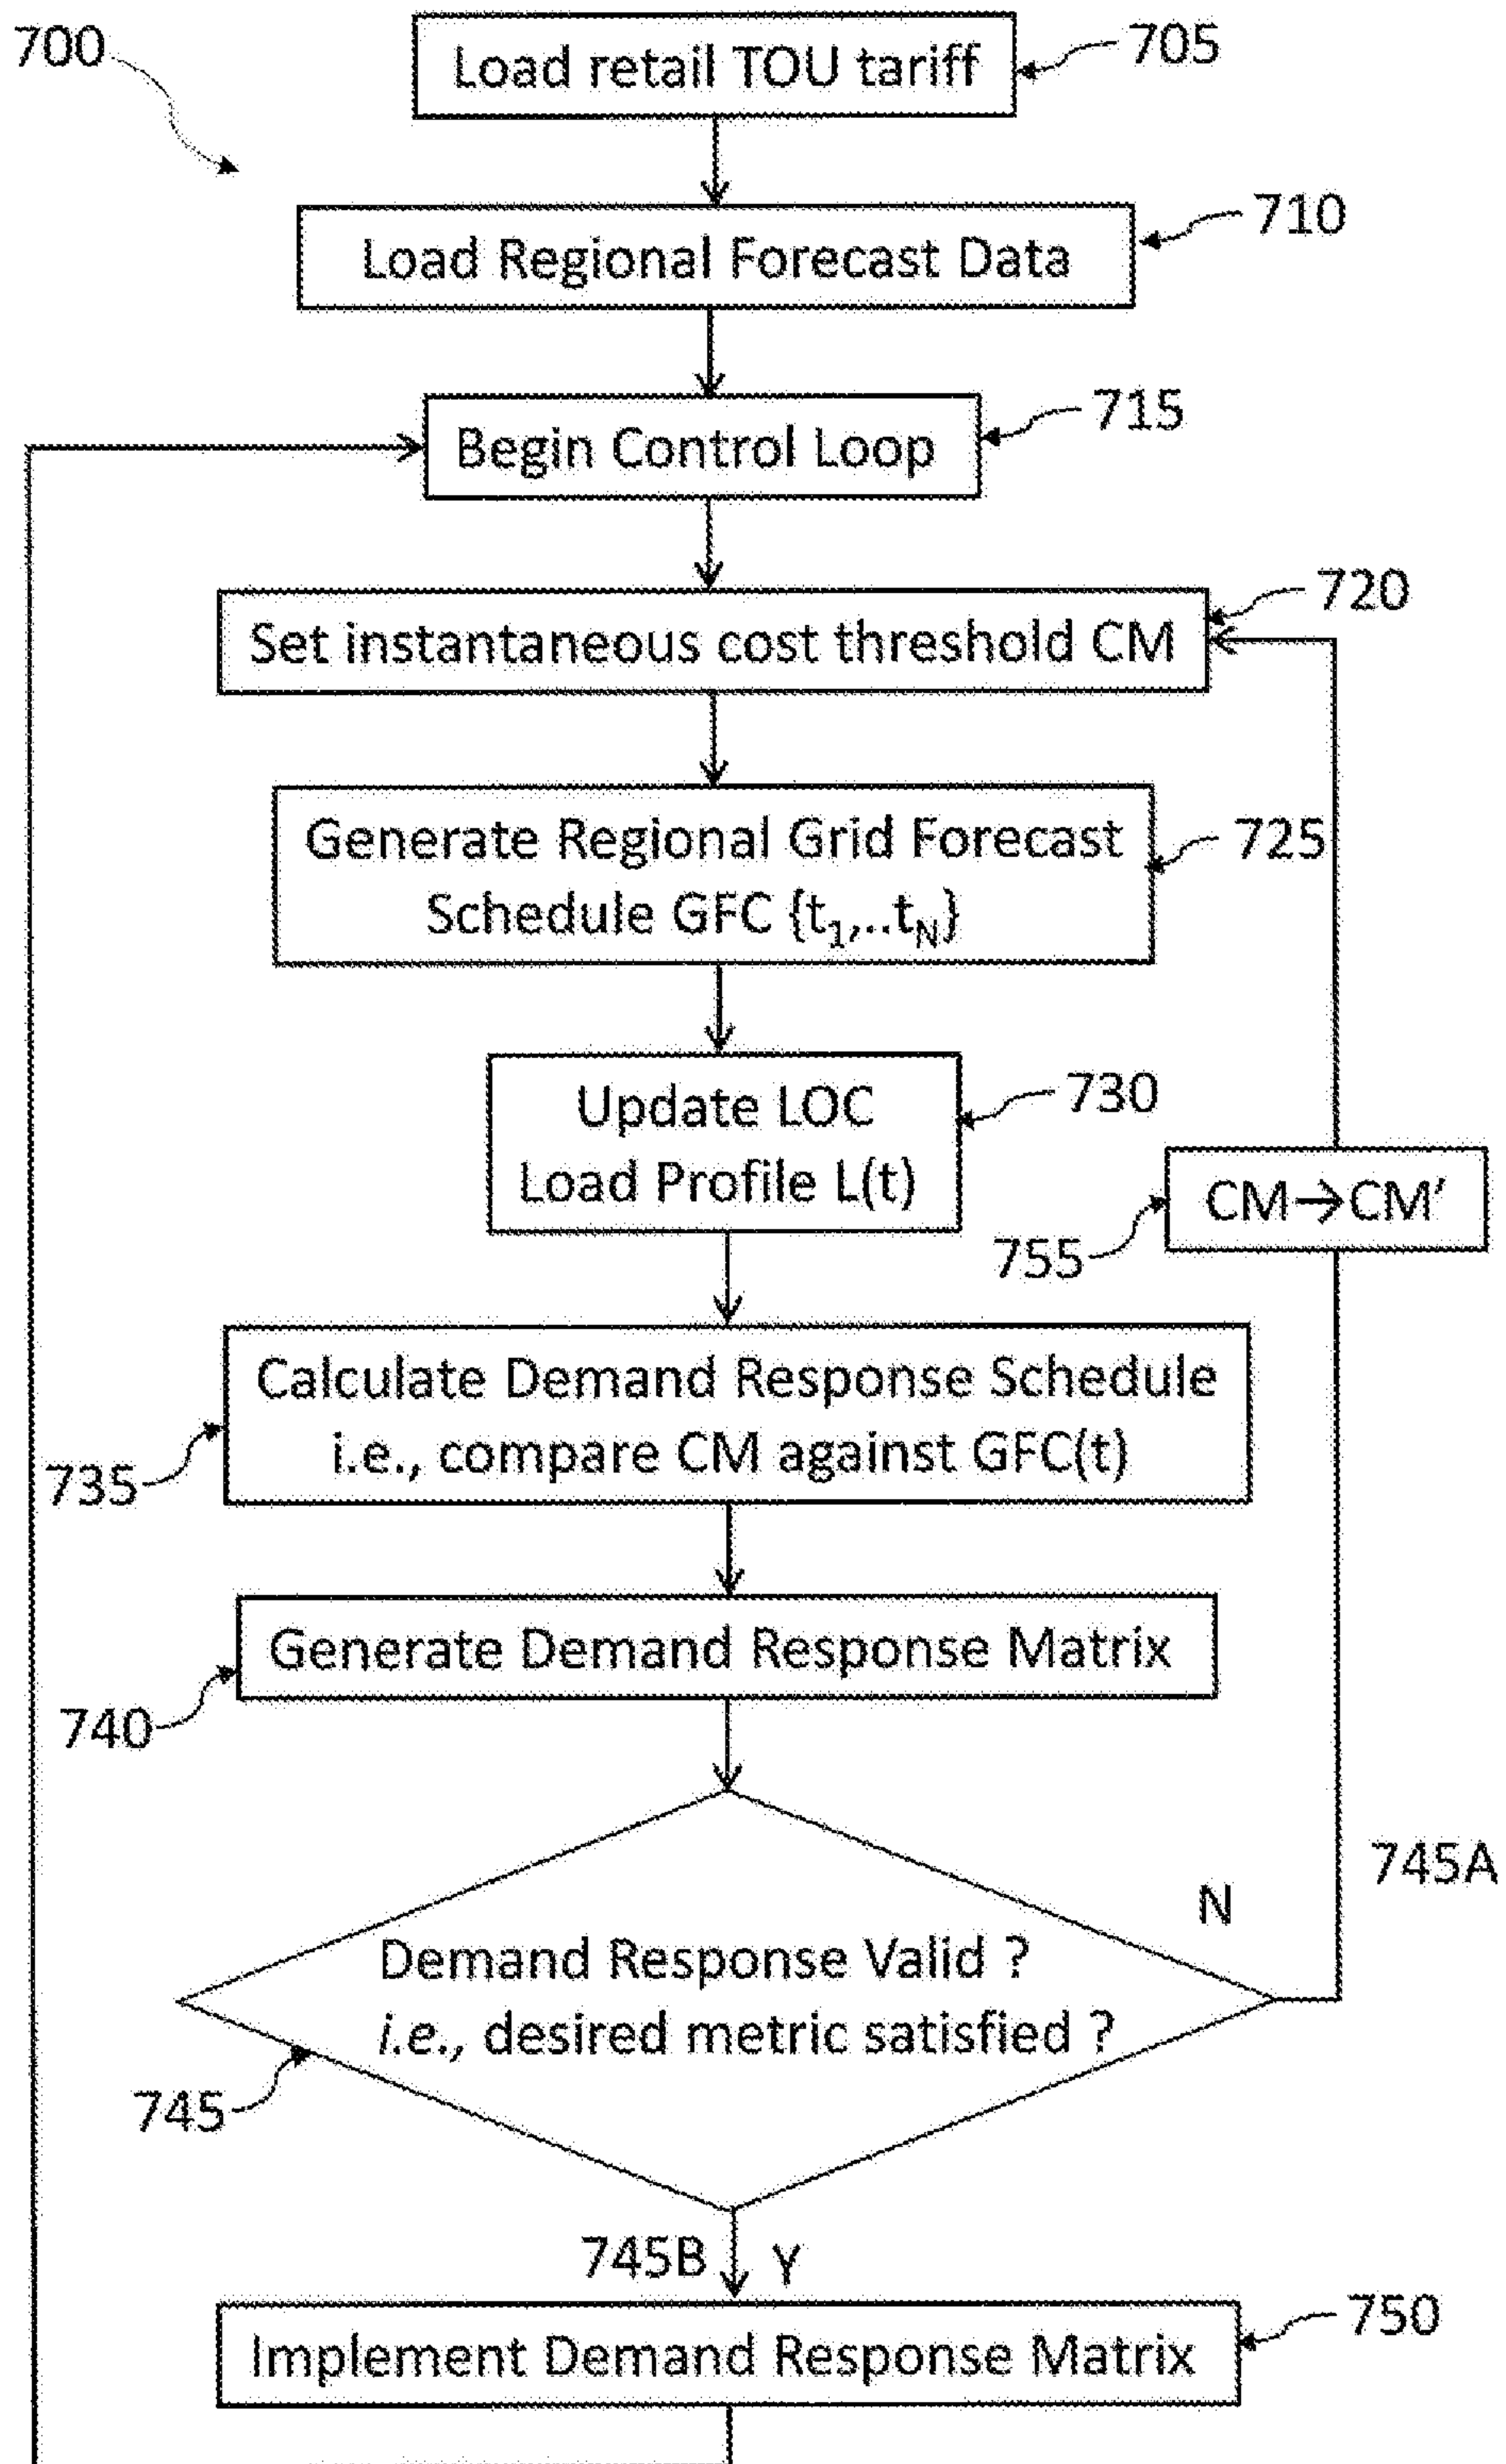 700
Load retail TOU tariff
705
Load Regional Forecast Data
710
Begin Control Loop
715
Set instantaneous cost threshold CM
720
Generate Regional Grid Forecast
Schedule GFC {t₁,..t_N}
725
Update LOC
Load Profile L(t)
730
CM→CM′
755
Calculate Demand Response Schedule
i.e., compare CM against GFC(t)
735
Generate Demand Response Matrix
740
Demand Response Valid ?
i.e., desired metric satisfied ?
N
745A
745
745B
Y
Implement Demand Response Matrix
750